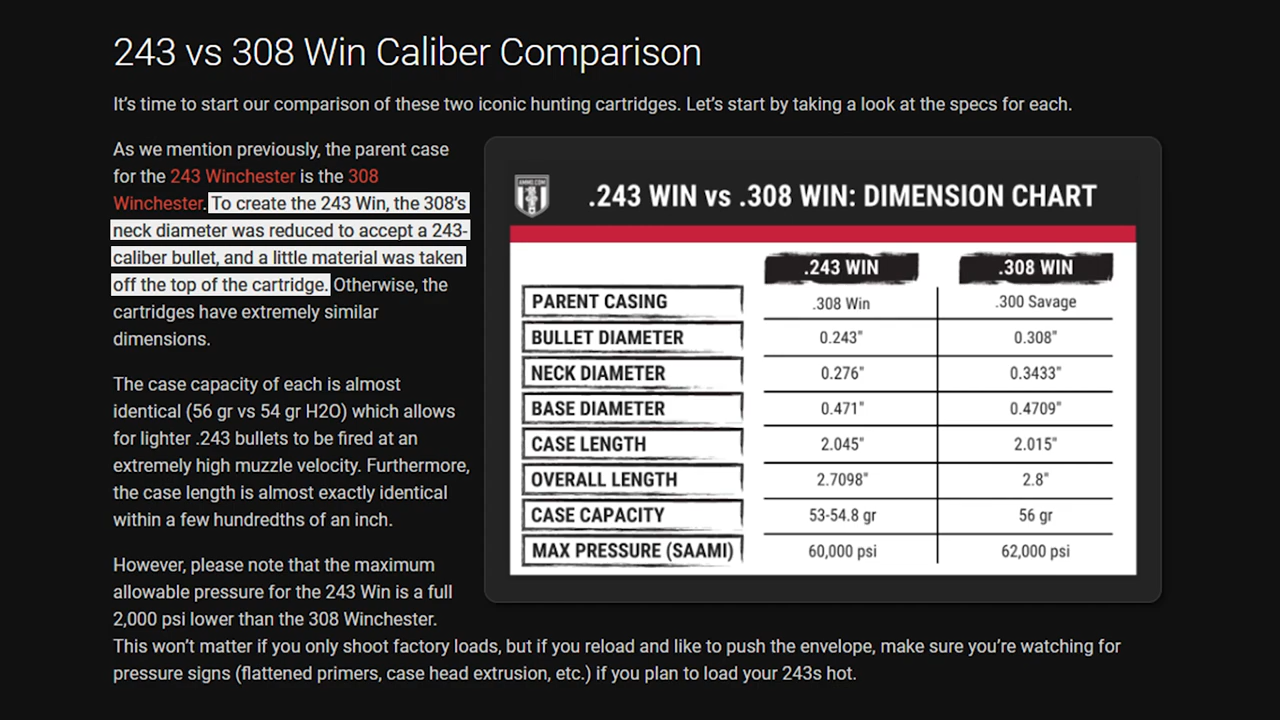 243 vs 308 Win Caliber Comparison
It's time to start our comparison of these two iconic hunting cartridges. Let's start by taking a look at the specs for each.
As we mention previously, the parent case
for the 243 Winchester is the 308
Winchester. To create the 243 Win, the 308's
neck diameter was reduced to accept a 243-
caliber bullet, and a little material was taken
off the top of the cartridge. Otherwise, the
cartridges have extremely similar
dimensions.
The case capacity of each is almost
identical (56 gr vs 54 gr H2O) which allows
for lighter .243 bullets to be fired at an
extremely high muzzle velocity. Furthermore,
the case length is almost exactly identical
within a few hundredths of an inch.
However, please note that the maximum
allowable pressure for the 243 Win is a full
2,000 psi lower than the 308 Winchester.
This won't matter if you only shoot factory loads, but if you reload and like to push the envelope, make sure you're watching for
pressure signs (flattened primers, case head extrusion, etc.) if you plan to load your 243s hot.
AMMO.COM
.243 WIN vs .308 WIN: DIMENSION CHART
.243 WIN .308 WIN
PARENT CASING .308 Win .300 Savage
BULLET DIAMETER 0.243" 0.308"
NECK DIAMETER 0.276" 0.3433"
BASE DIAMETER 0.471" 0.4709"
CASE LENGTH 2.045" 2.015"
OVERALL LENGTH 2.7098" 2.8"
CASE CAPACITY 53-54.8 gr 56 gr
MAX PRESSURE (SAAMI) 60,000 psi 62,000 psi